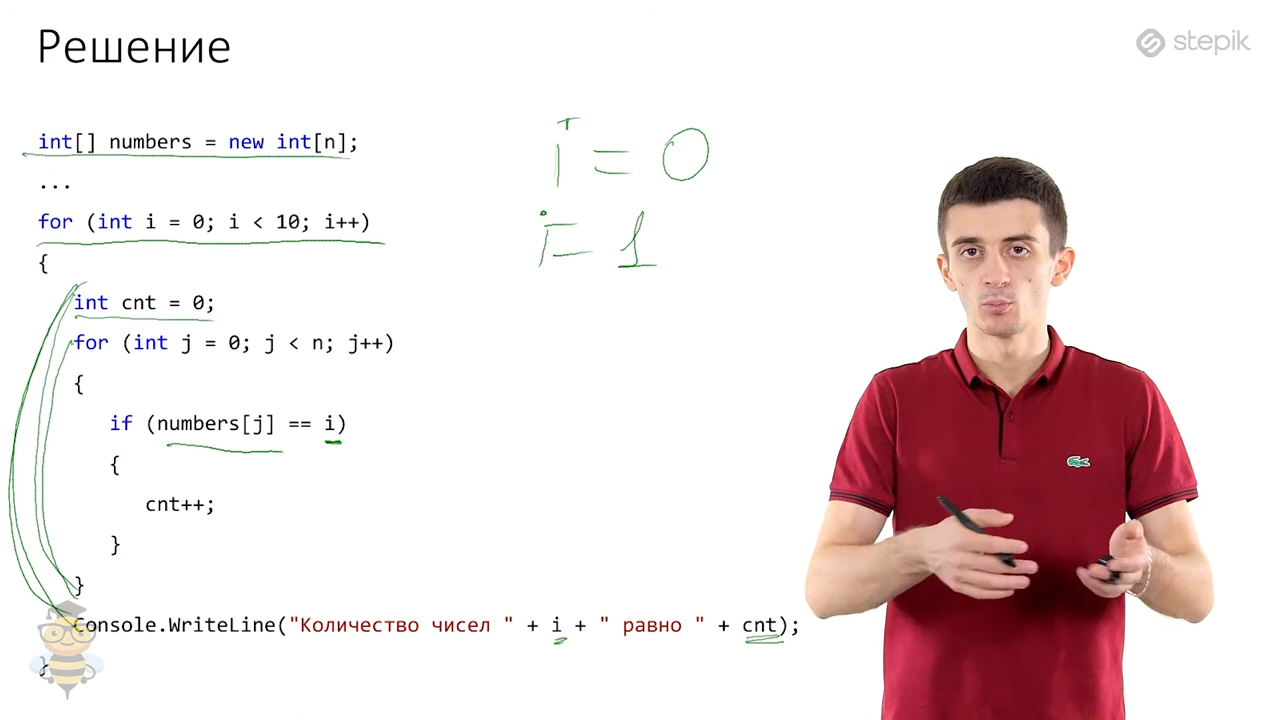 Решение
stepik
int[] numbers = new int[n];
...
for (int i = 0; i < 10; i++)
{
int cnt = 0;
for (int j = 0; j < n; j++)
{
if (numbers[j] == i)
{
cnt++;
}
}
Console.WriteLine("Количество чисел " + i + " равно " + cnt);
}
i = 0
i = 1